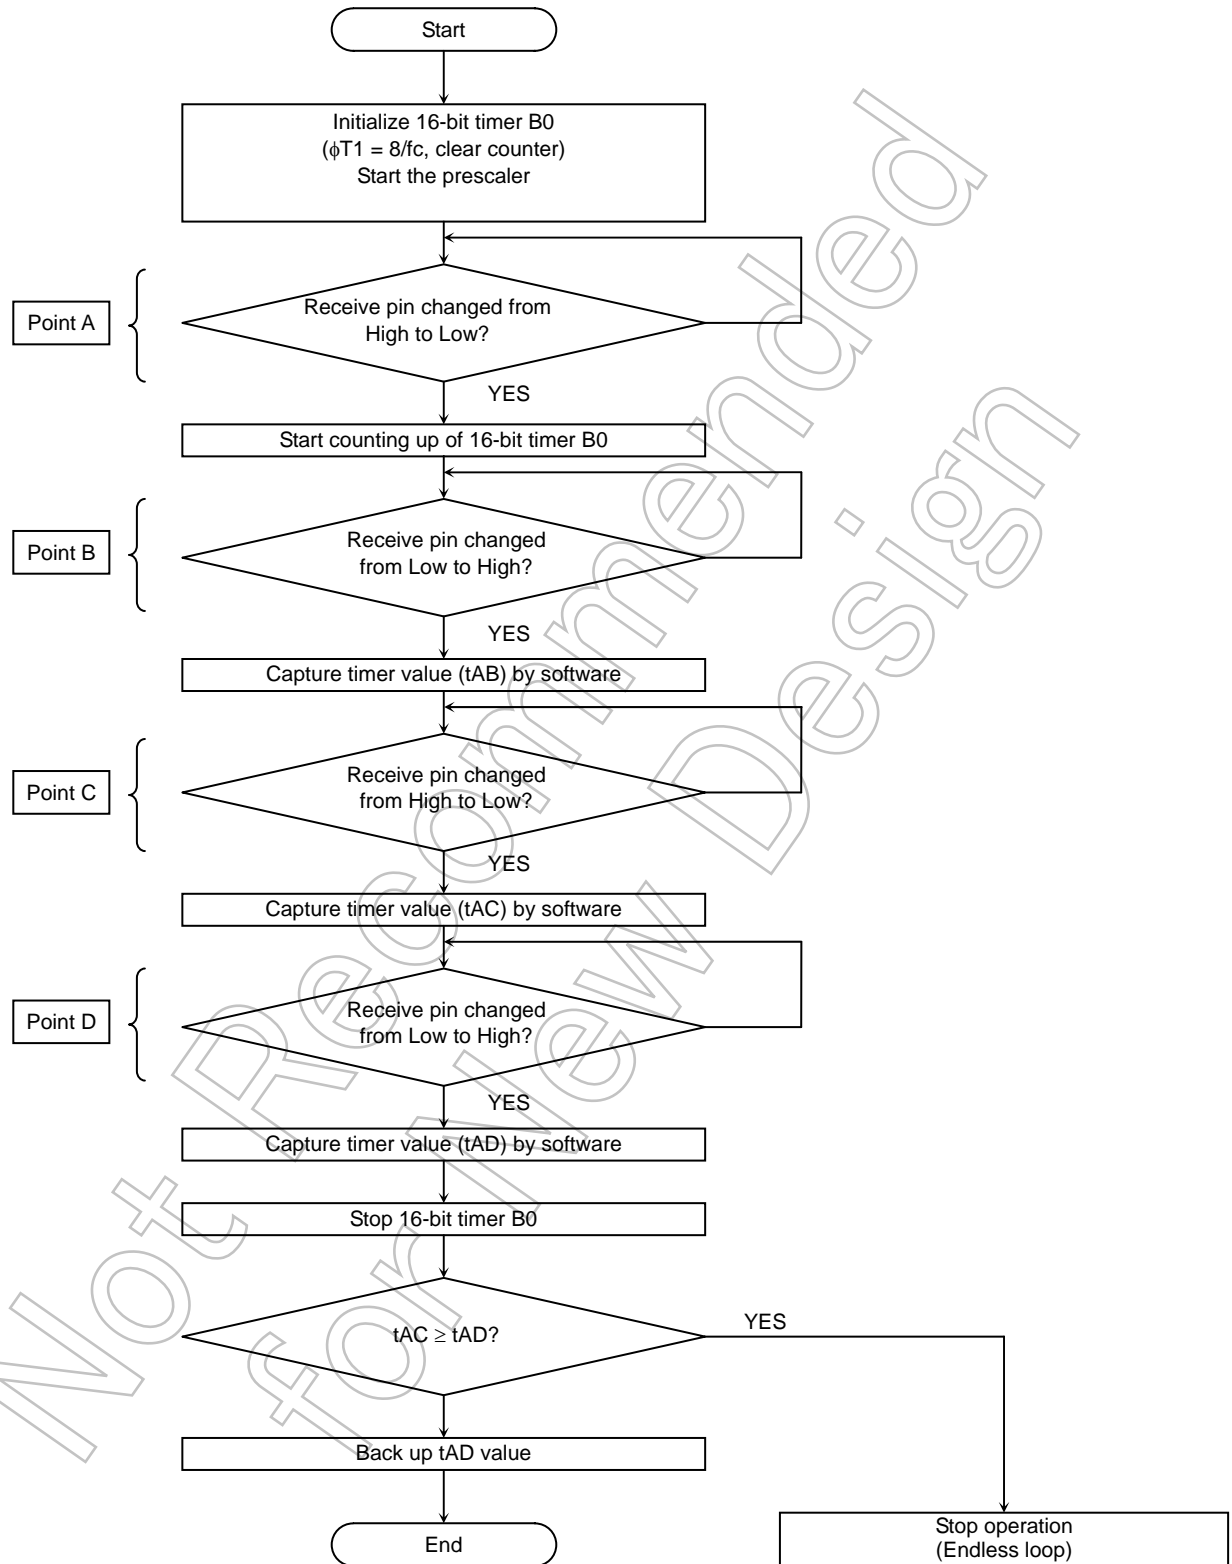 Start
Initialize 16-bit timer B0
(ϕT1 = 8/fc, clear counter)
Start the prescaler
Point A
Receive pin changed from
High to Low?
YES
Start counting up of 16-bit timer B0
Point B
Receive pin changed
from Low to High?
YES
Capture timer value (tAB) by software
Point C
Receive pin changed
from High to Low?
YES
Capture timer value (tAC) by software
Point D
Receive pin changed
from Low to High?
YES
Capture timer value (tAD) by software
Stop 16-bit timer B0
tAC ≥ tAD?
YES
Back up tAD value
End
Stop operation
(Endless loop)
Not Recommended
for New Design